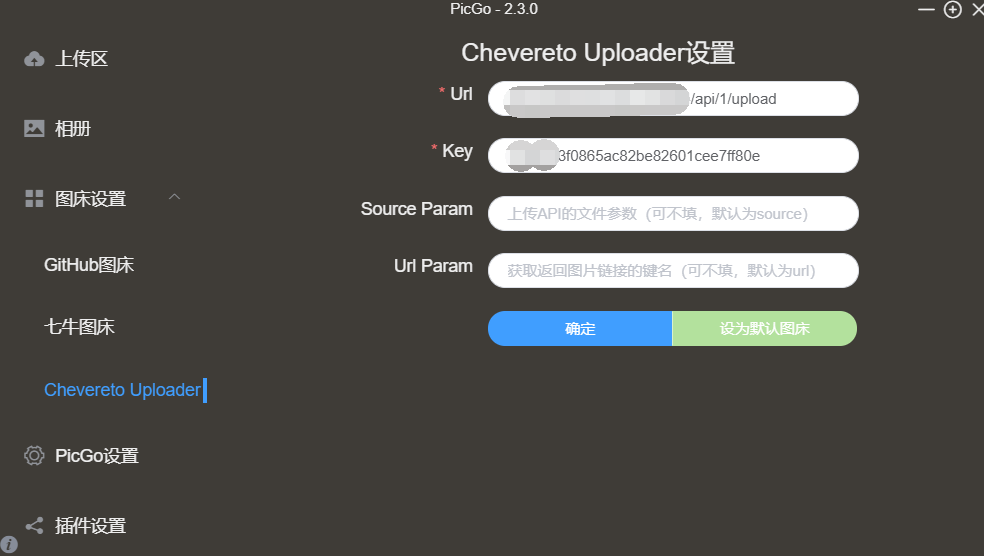 PicGo - 2.3.0
上传区
相册
图床设置
GitHub图床
七牛图床
Chevereto Uploader
PicGo设置
插件设置
Chevereto Uploader设置
* Url
/api/1/upload
* Key
3f0865ac82be82601cee7ff80e
Source Param
上传API的文件参数（可不填，默认为source）
Url Param
获取返回图片链接的键名（可不填，默认为url）
确定
设为默认图床